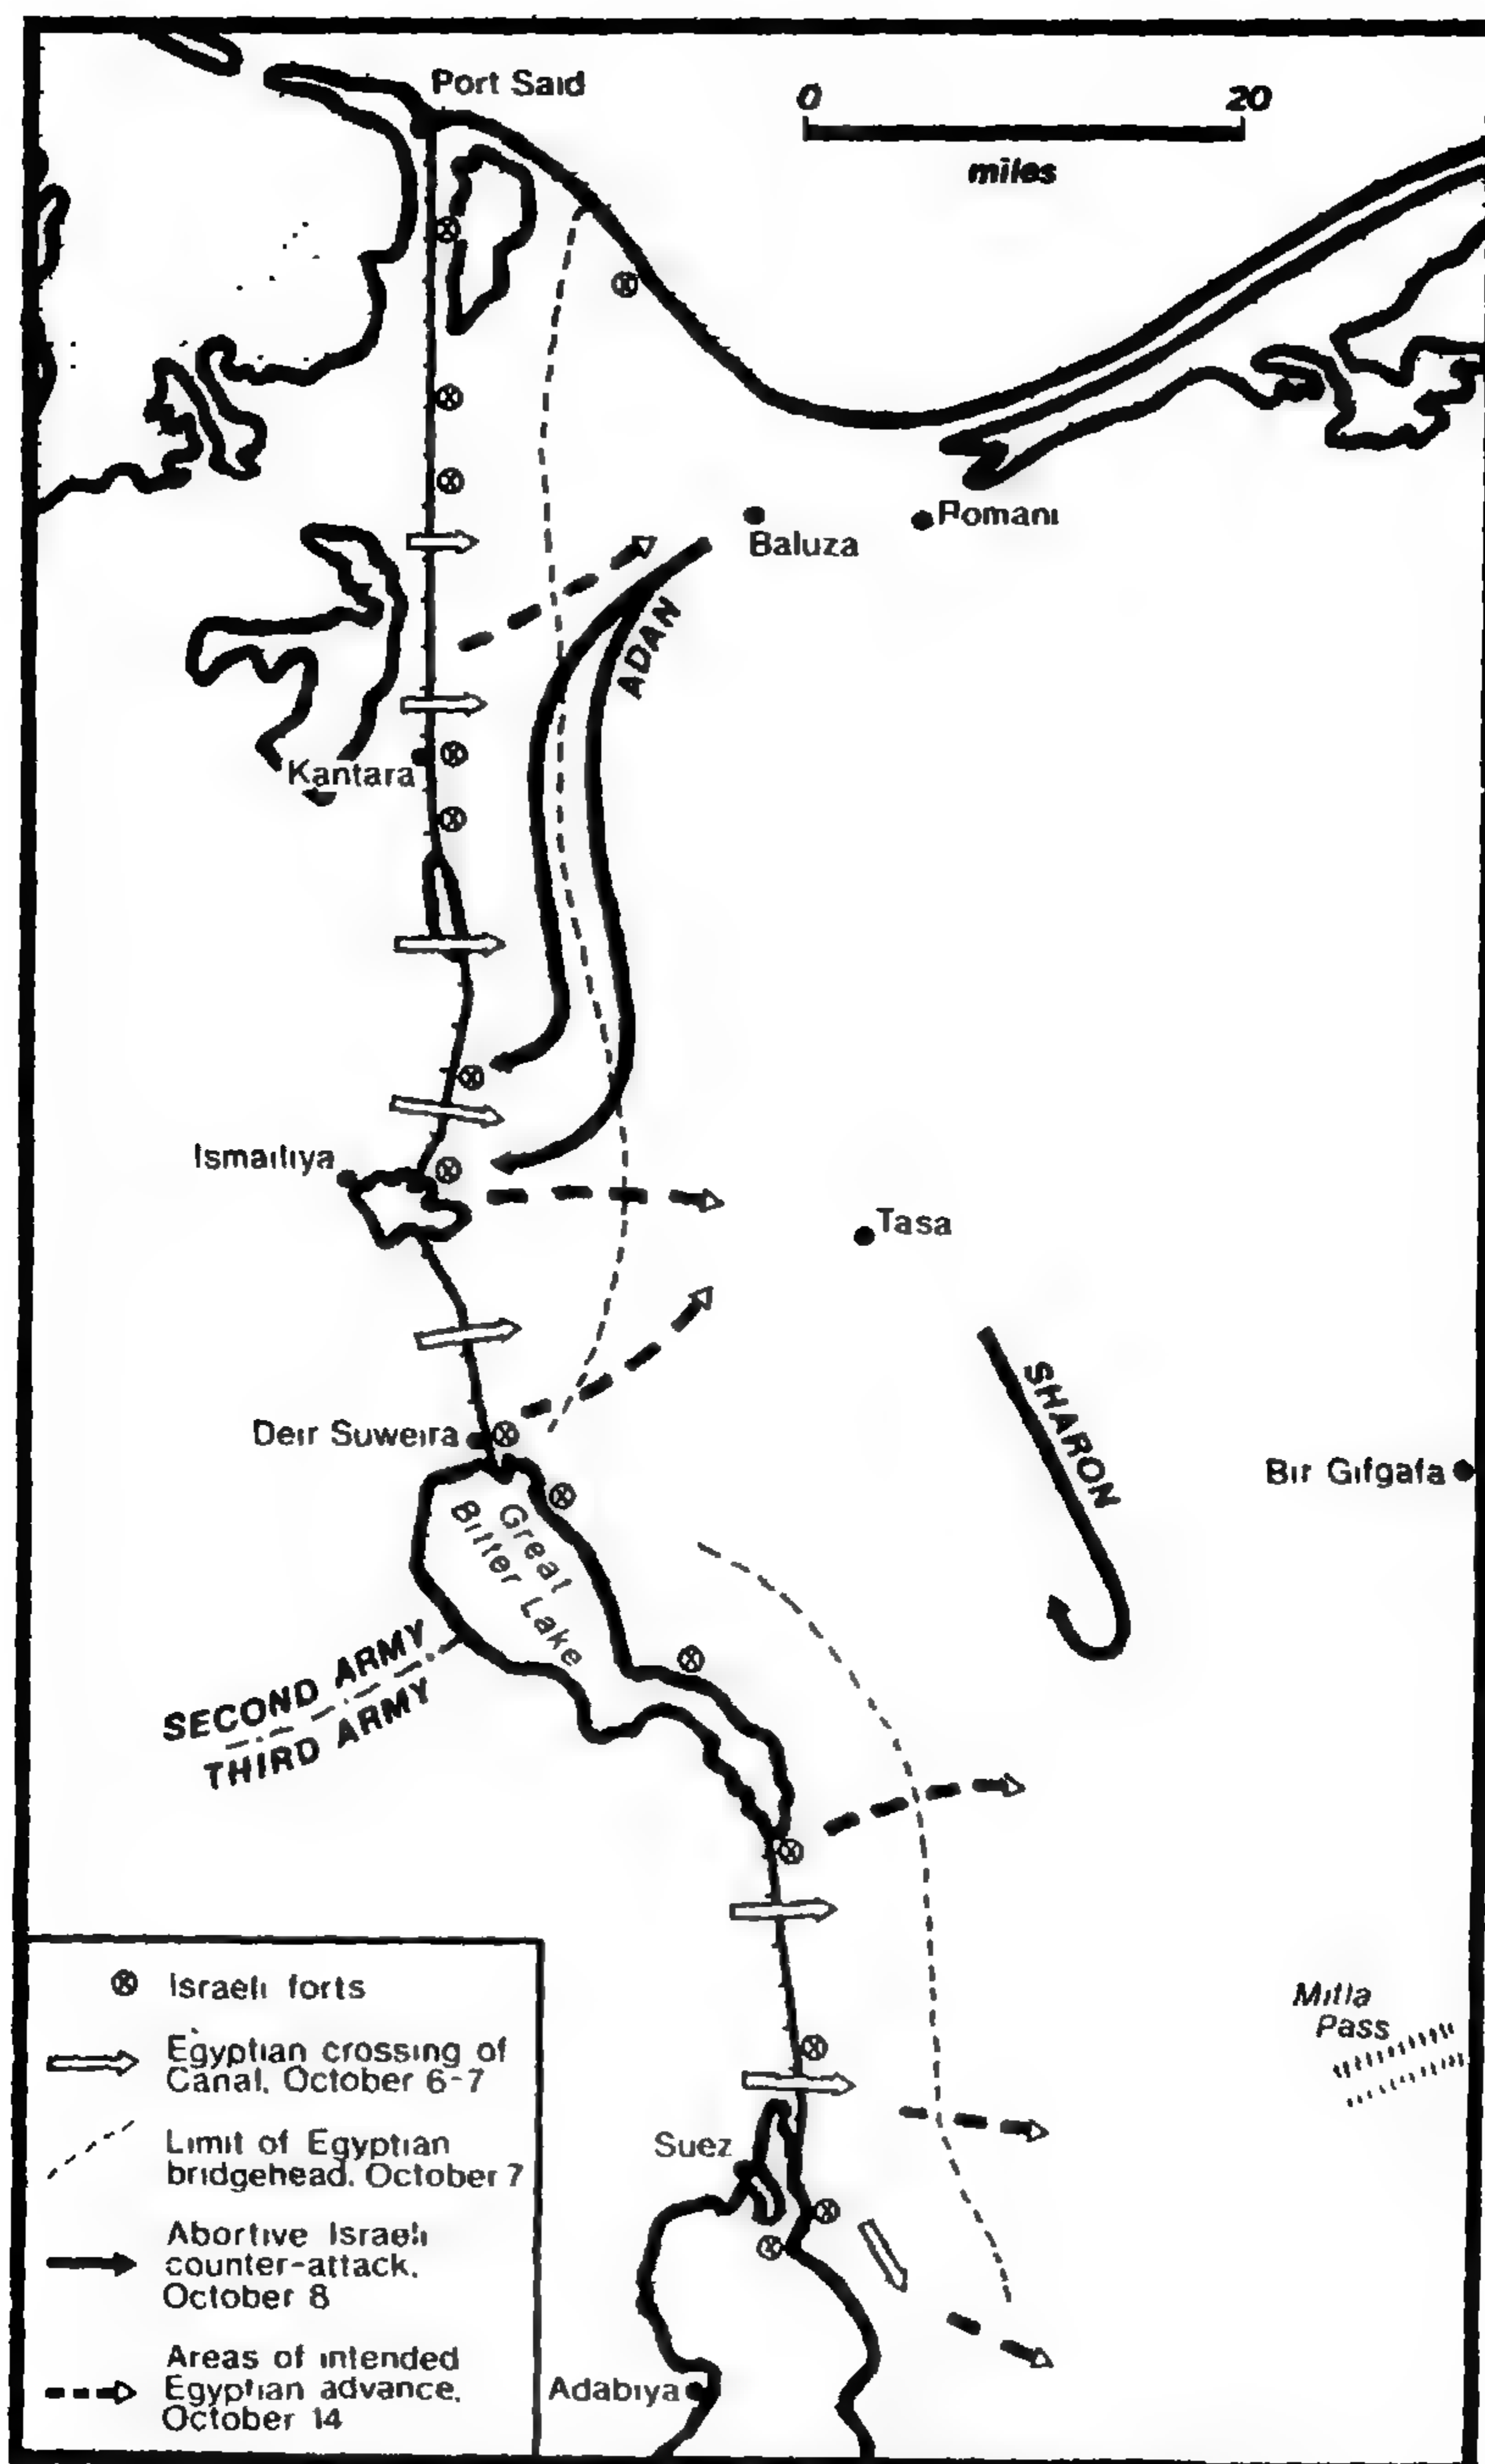 Port Said
0 20
miles
Romani
Baluza
ADAN
Kantara
Ismailiya
Tasa
SHARON
Deir Suweira
Bir Gifgafa
Great
Bitter Lake
SECOND ARMY
THIRD ARMY
Mitla
Pass
Suez
Adabiya
Israeli forts
Egyptian crossing of
Canal, October 6-7
Limit of Egyptian
bridgehead, October 7
Abortive Israeli
counter-attack,
October 8
Areas of intended
Egyptian advance,
October 14